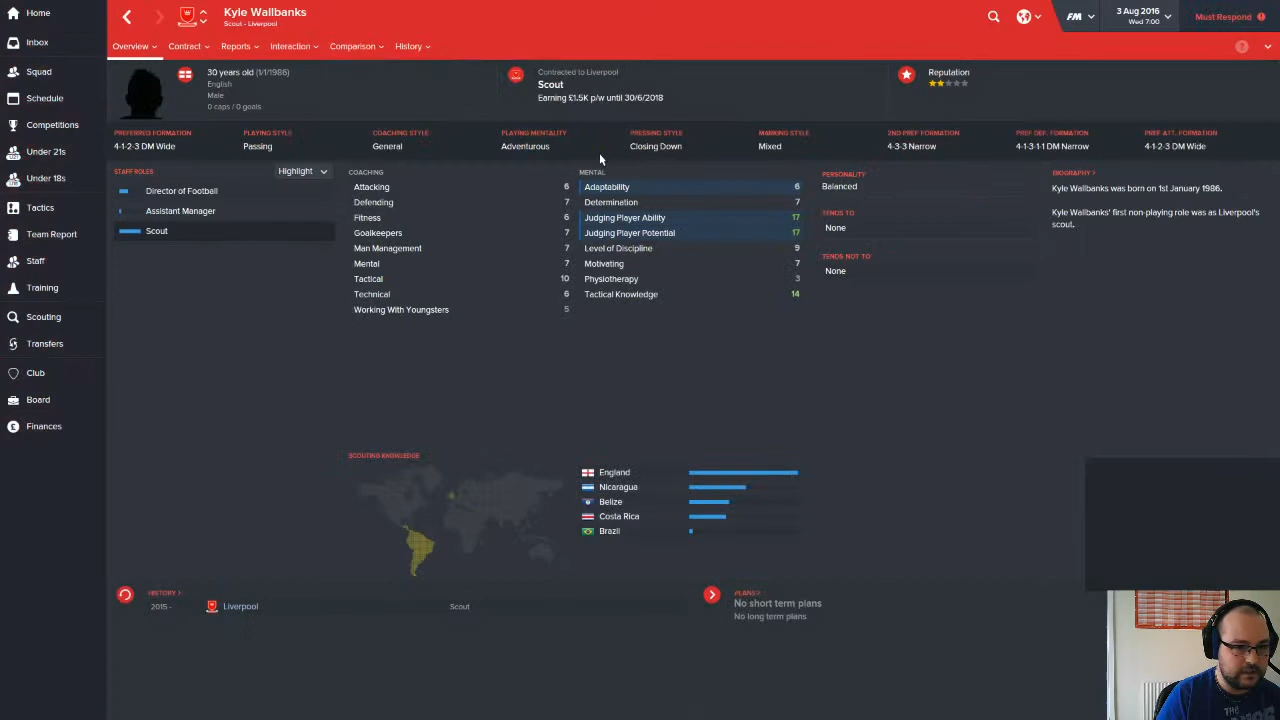 Home
Kyle Wallbanks
Scout - Liverpool
FM
3 Aug 2016
Wed 7:00
Must Respond
Inbox
Overview
Contract
Reports
Interaction
Comparison
History
?
Squad
Schedule
Competitions
Under 21s
Under 18s
Tactics
Team Report
Staff
Training
Scouting
Transfers
Club
Board
Finances
30 years old (1/1/1986)
English
Male
0 caps / 0 goals
Contracted to Liverpool
Scout
Earning £1.5K p/w until 30/6/2018
Reputation
PREFERRED FORMATION
4-1-2-3 DM Wide
PLAYING STYLE
Passing
COACHING STYLE
General
PLAYING MENTALITY
Adventurous
PRESSING STYLE
Closing Down
MARKING STYLE
Mixed
2ND PREF FORMATION
4-3-3 Narrow
PREF DEF. FORMATION
4-1-3-1-1 DM Narrow
PREF ATT. FORMATION
4-1-2-3 DM Wide
STAFF ROLES
Highlight
Director of Football
Assistant Manager
Scout
COACHING
Attacking 6
Defending 7
Fitness 6
Goalkeepers 7
Man Management 7
Mental 7
Tactical 10
Technical 6
Working With Youngsters 5
MENTAL
Adaptability 6
Determination 7
Judging Player Ability 17
Judging Player Potential 17
Level of Discipline 9
Motivating 7
Physiotherapy 3
Tactical Knowledge 14
PERSONALITY
Balanced
TENDS TO
None
TENDS NOT TO
None
BIOGRAPHY >
Kyle Wallbanks was born on 1st January 1986.
Kyle Wallbanks' first non-playing role was as Liverpool's
scout.
SCOUTING KNOWLEDGE
England
Nicaragua
Belize
Costa Rica
Brazil
HISTORY >
2015 - Liverpool Scout
PLANS >
No short term plans
No long term plans